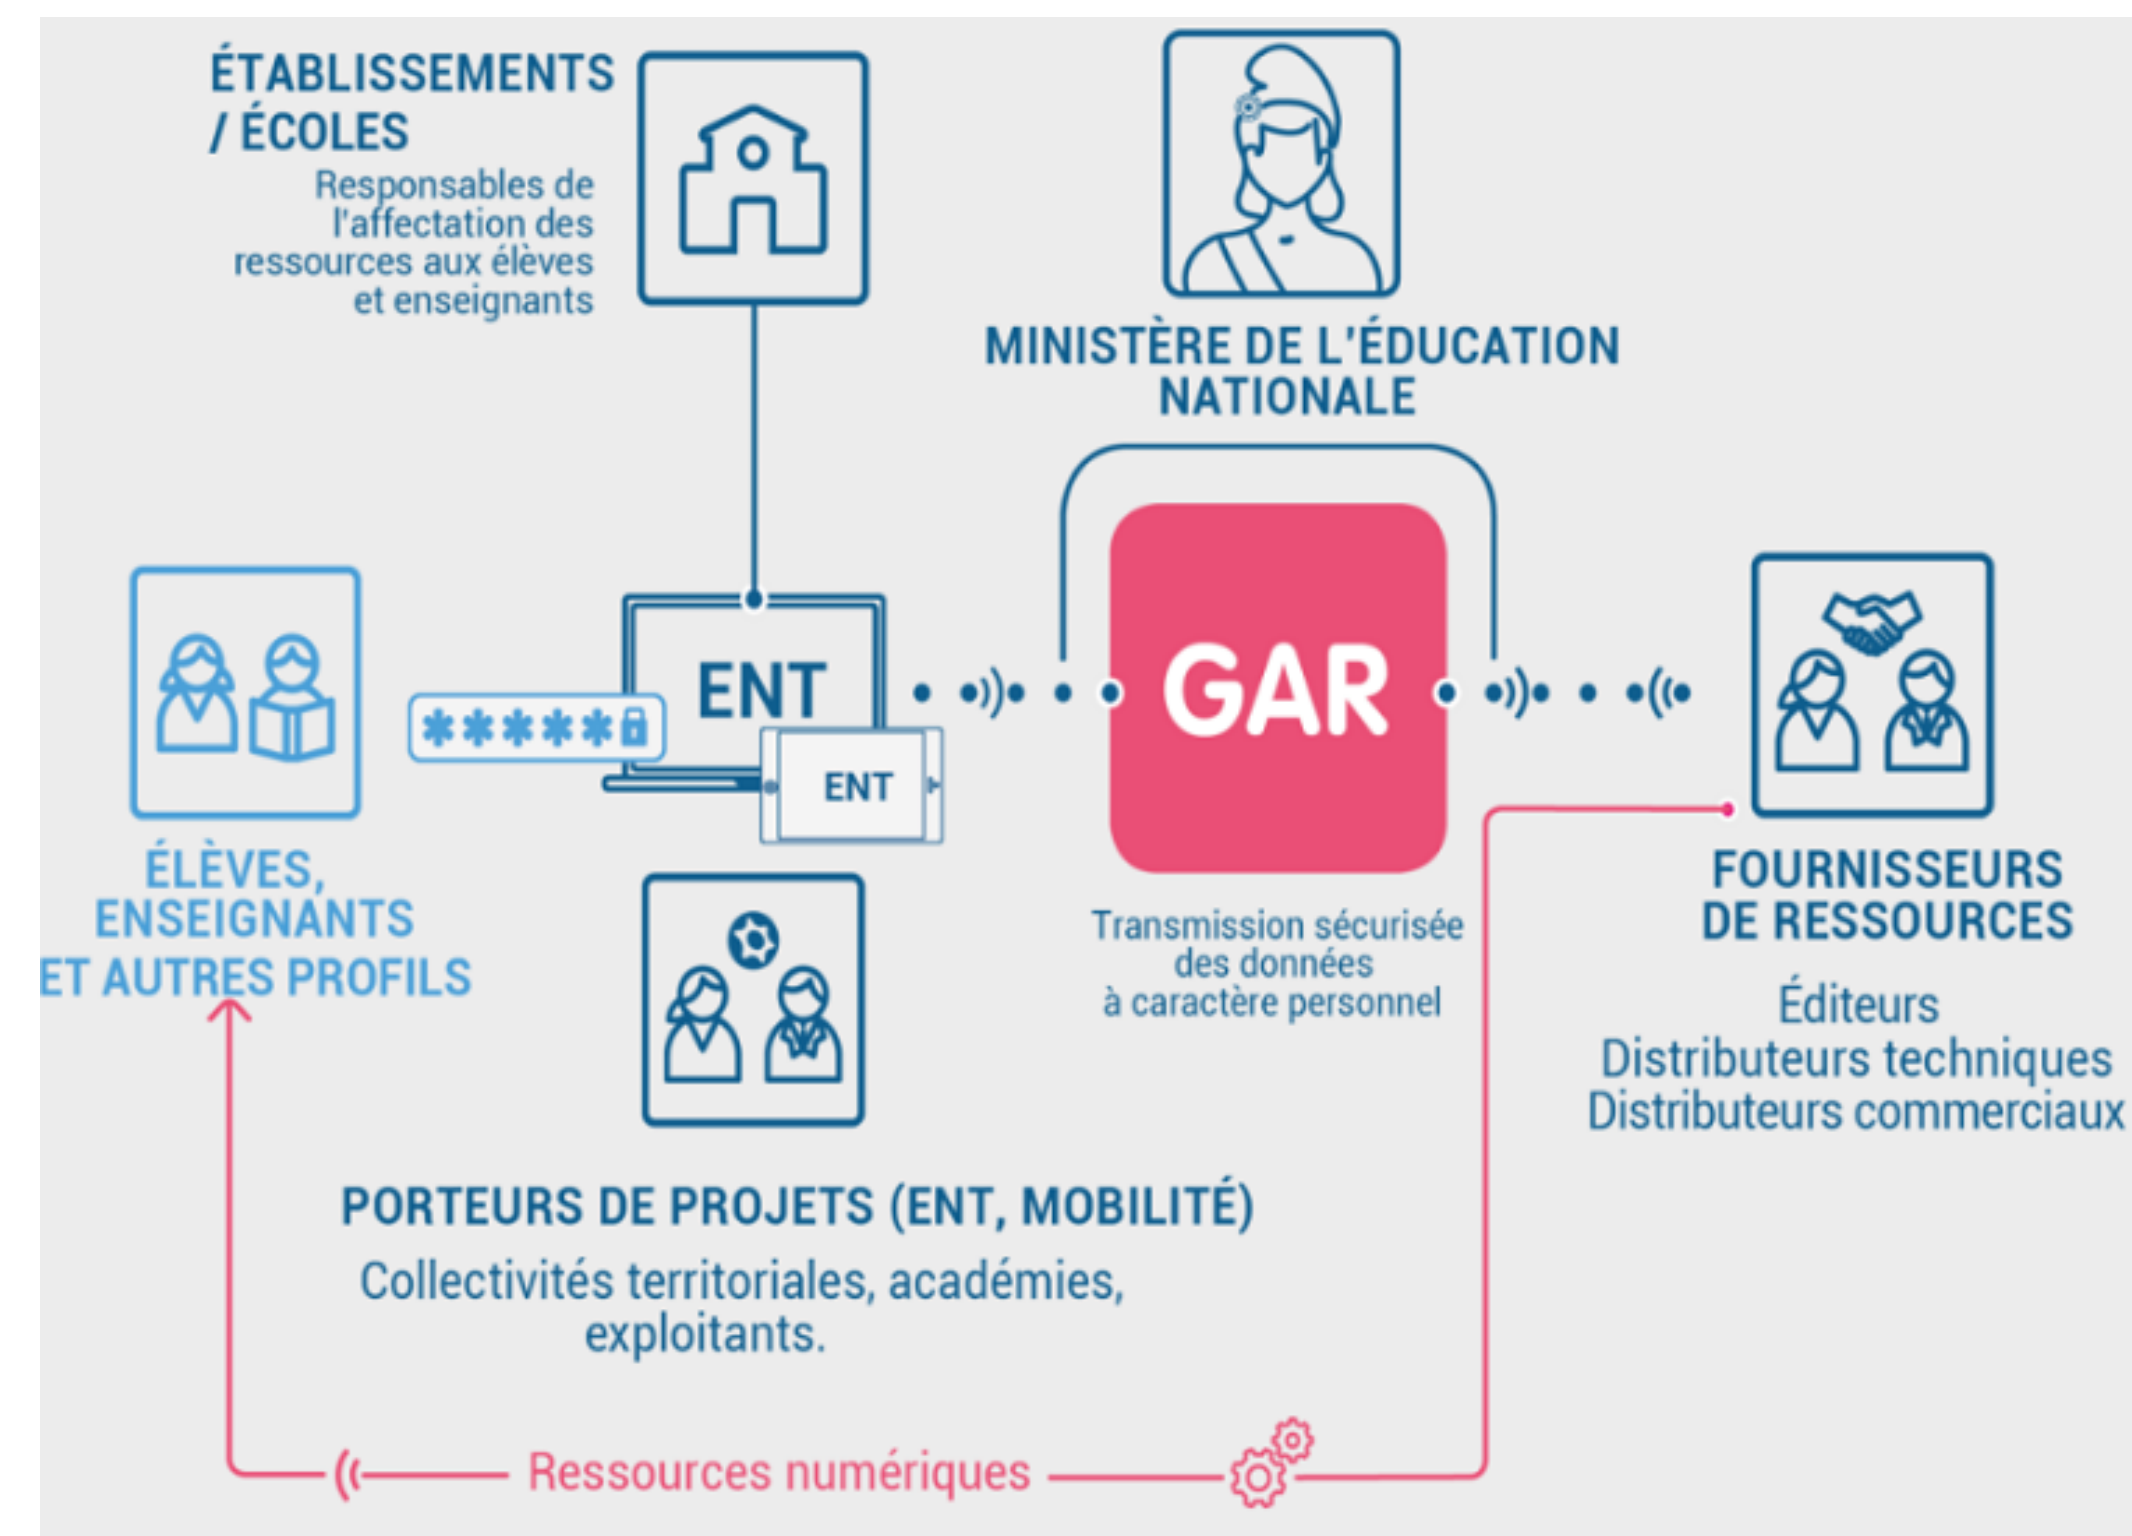 ÉTABLISSEMENTS
/ ÉCOLES
Responsables de
l'affectation des
ressources aux élèves
et enseignants
MINISTÈRE DE L'ÉDUCATION
NATIONALE
ENT
*****
ENT
GAR
ÉLÈVES,
ENSEIGNANTS
ET AUTRES PROFILS
Transmission sécurisée
des données
à caractère personnel
FOURNISSEURS
DE RESSOURCES
Éditeurs
Distributeurs techniques
Distributeurs commerciaux
PORTEURS DE PROJETS (ENT, MOBILITÉ)
Collectivités territoriales, académies,
exploitants.
Ressources numériques